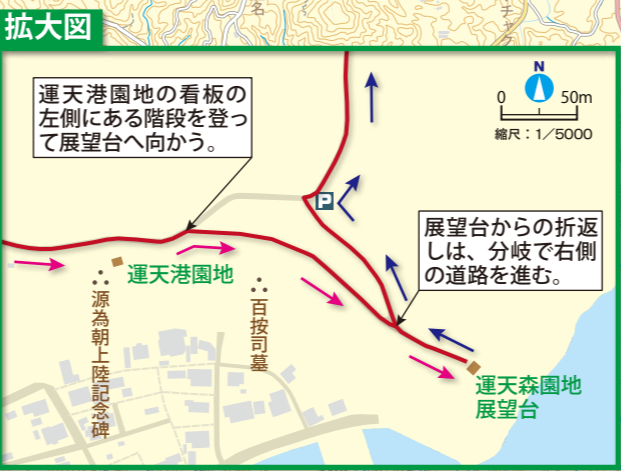 名
チャク
拡大図
運天港園地の看板の
左側にある階段を登っ
て展望台へ向かう。
N
0 50m
縮尺:1/5000
P
展望台からの折返
しは、分岐で右側
の道路を進む。
運天港園地
源為朝上陸記念碑
百按司墓
運天森園地
展望台